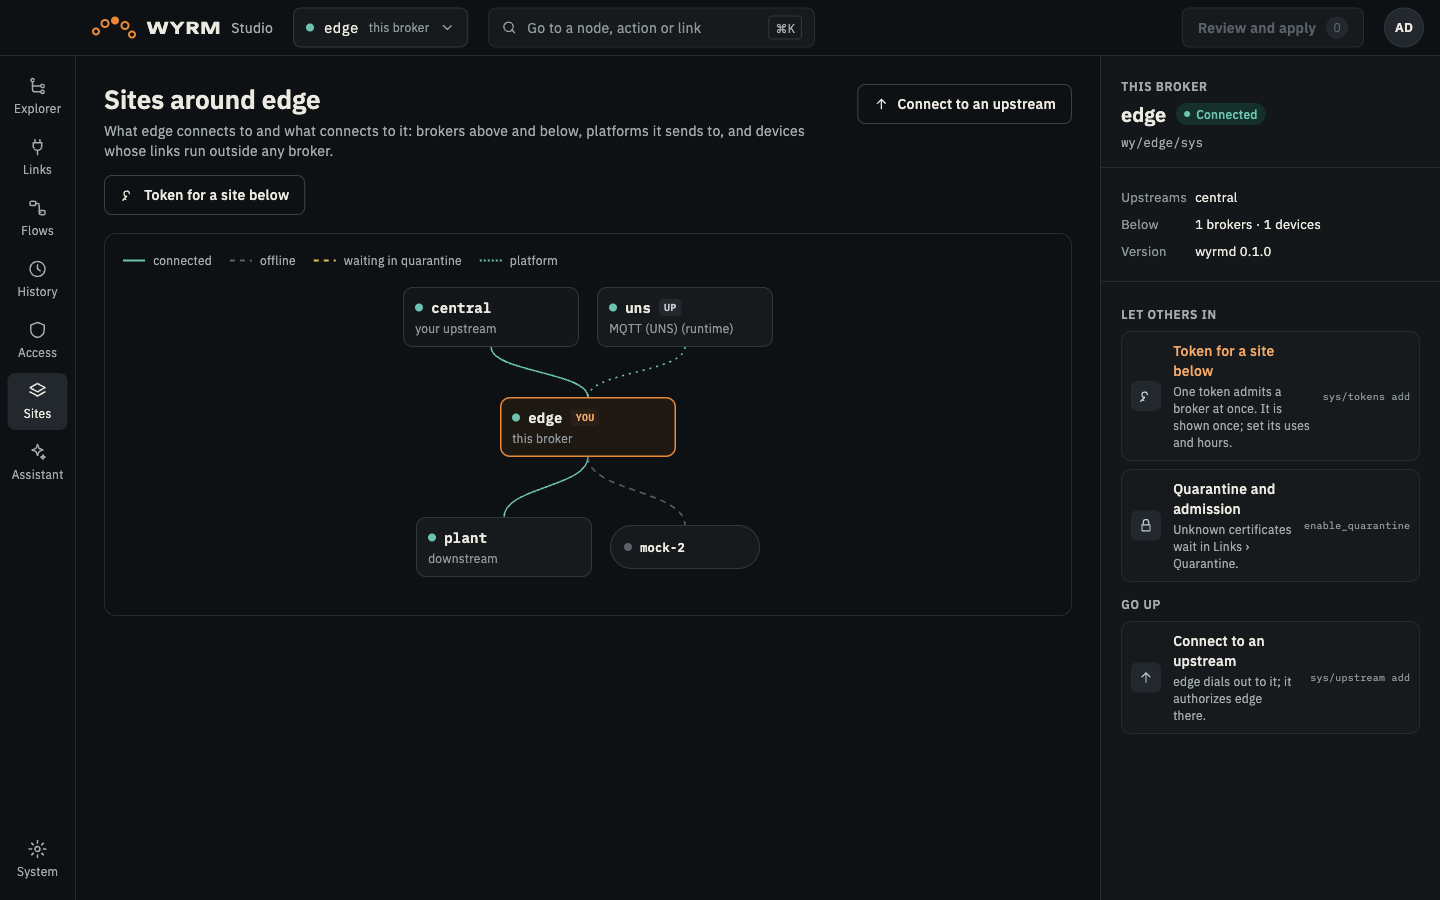 WYRM Studio
edge this broker
Go to a node, action or link ⌘K
Review and apply 0
AD
Explorer
Links
Flows
History
Access
Sites
Assistant
System
Sites around edge
What edge connects to and what connects to it: brokers above and below, platforms it sends to, and devices
whose links run outside any broker.
Connect to an upstream
Token for a site below
connected offline waiting in quarantine platform
central
your upstream
uns UP
MQTT (UNS) (runtime)
edge YOU
this broker
plant
downstream
mock-2
THIS BROKER
edge Connected
wy/edge/sys
Upstreams central
Below 1 brokers · 1 devices
Version wyrmd 0.1.0
LET OTHERS IN
Token for a site
below
One token admits a
broker at once. It is
shown once; set its uses
and hours.
sys/tokens add
Quarantine and
admission
Unknown certificates
wait in Links ›
Quarantine.
enable_quarantine
GO UP
Connect to an
upstream
edge dials out to it; it
authorizes edge
there.
sys/upstream add